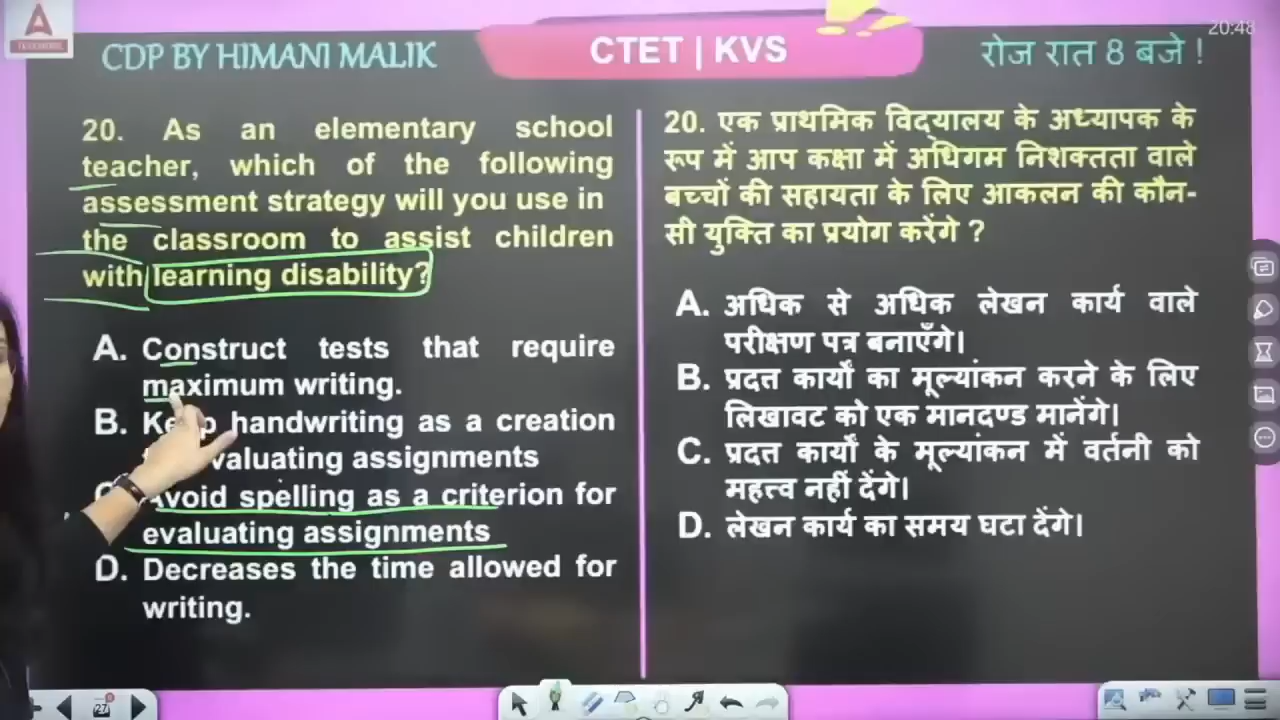 20:48
CDP BY HIMANI MALIK
CTET | KVS
रोज रात 8 बजे !
20. As an elementary school
teacher, which of the following
assessment strategy will you use in
the classroom to assist children
with learning disability?
A. Construct tests that require
maximum writing.
B. handwriting as a creation
evaluating assignments
Avoid spelling as a criterion for
evaluating assignments
D. Decreases the time allowed for
writing.
20. एक प्राथमिक विद्यालय के अध्यापक के
रूप में आप कक्षा में अधिगम निशक्तता वाले
बच्चों की सहायता के लिए आकलन की कौन-
सी युक्ति का प्रयोग करेंगे ?
A. अधिक से अधिक लेखन कार्य वाले
परीक्षण पत्र बनाएँगे।
B. प्रदत्त कार्यों का मूल्यांकन करने के लिए
लिखावट को एक मानदण्ड मानेंगे।
C. प्रदत्त कार्यों के मूल्यांकन में वर्तनी को
महत्त्व नहीं देंगे।
D. लेखन कार्य का समय घटा देंगे।
27